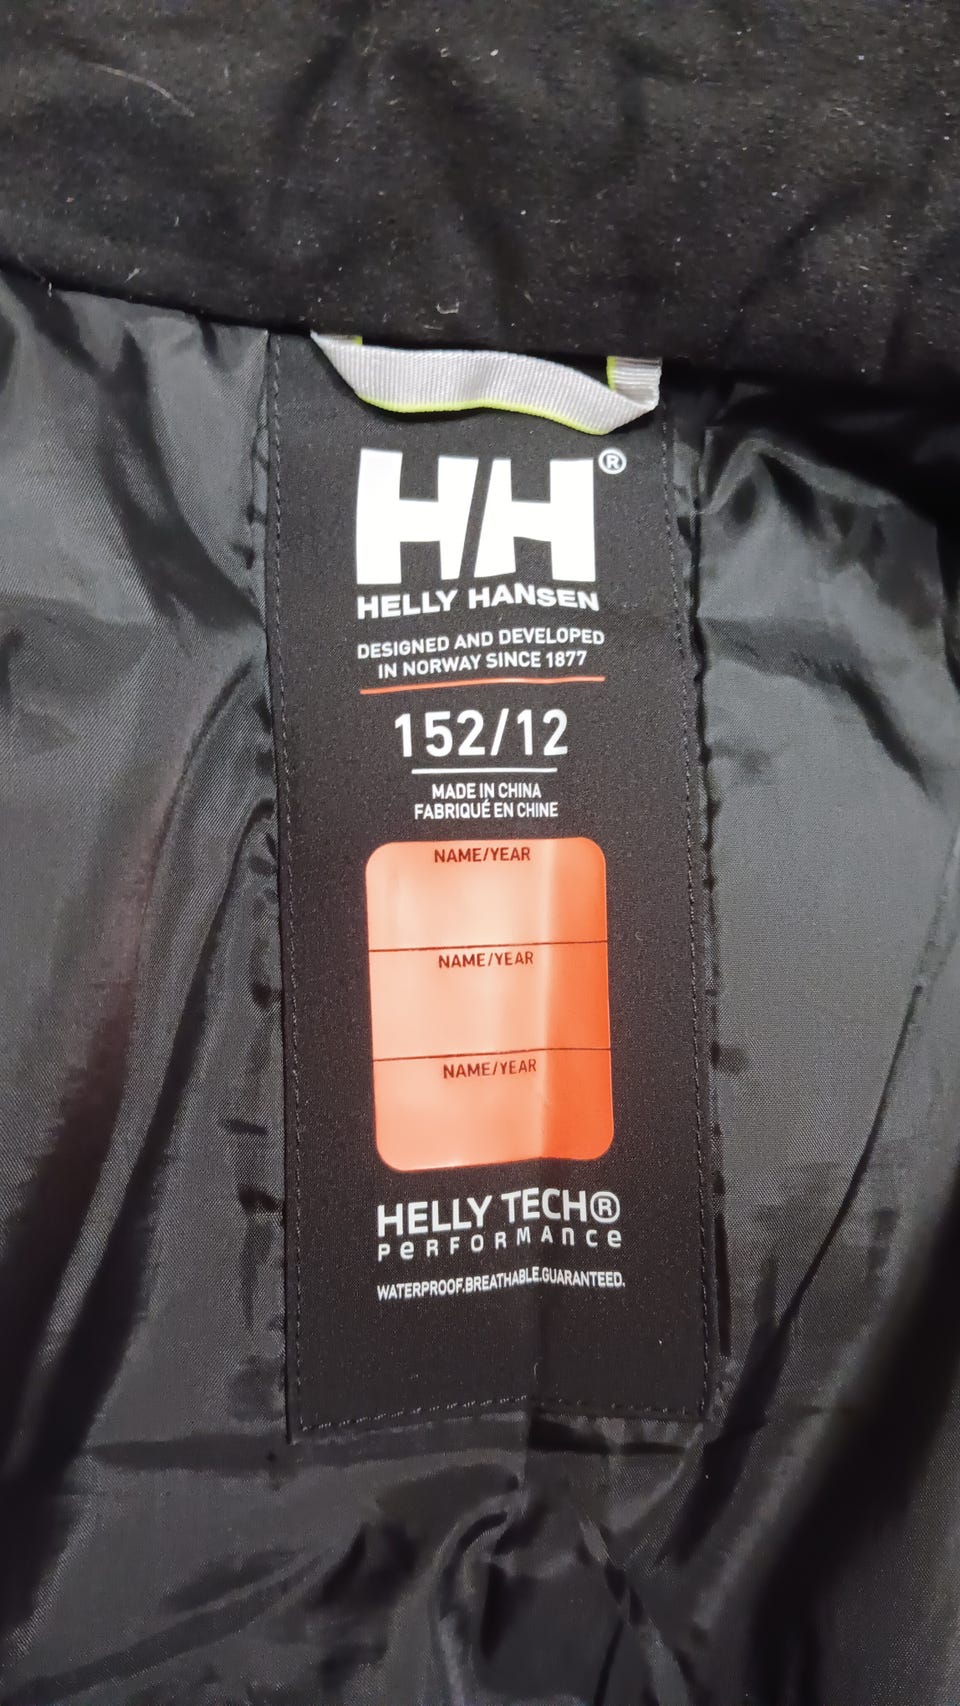 HH®
HELLY HANSEN
DESIGNED AND DEVELOPED
IN NORWAY SINCE 1877
152/12
MADE IN CHINA
FABRIQUÉ EN CHINE
NAME/YEAR
NAME/YEAR
NAME/YEAR
HELLY TECH®
PeRFORMAnce
WATERPROOF.BREATHABLE.GUARANTEED.